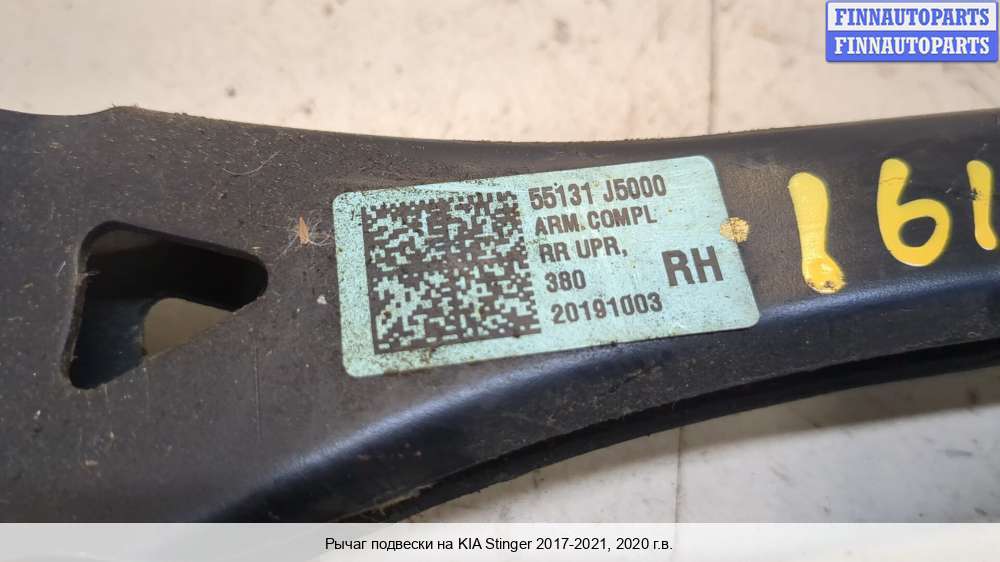 FINNAUTOPARTS
FINNAUTOPARTS
55131 J5000
ARM COMPL
RR UPR,
380
RH
20191003
161
Рычаг подвески на KIA Stinger 2017-2021, 2020 г.в.